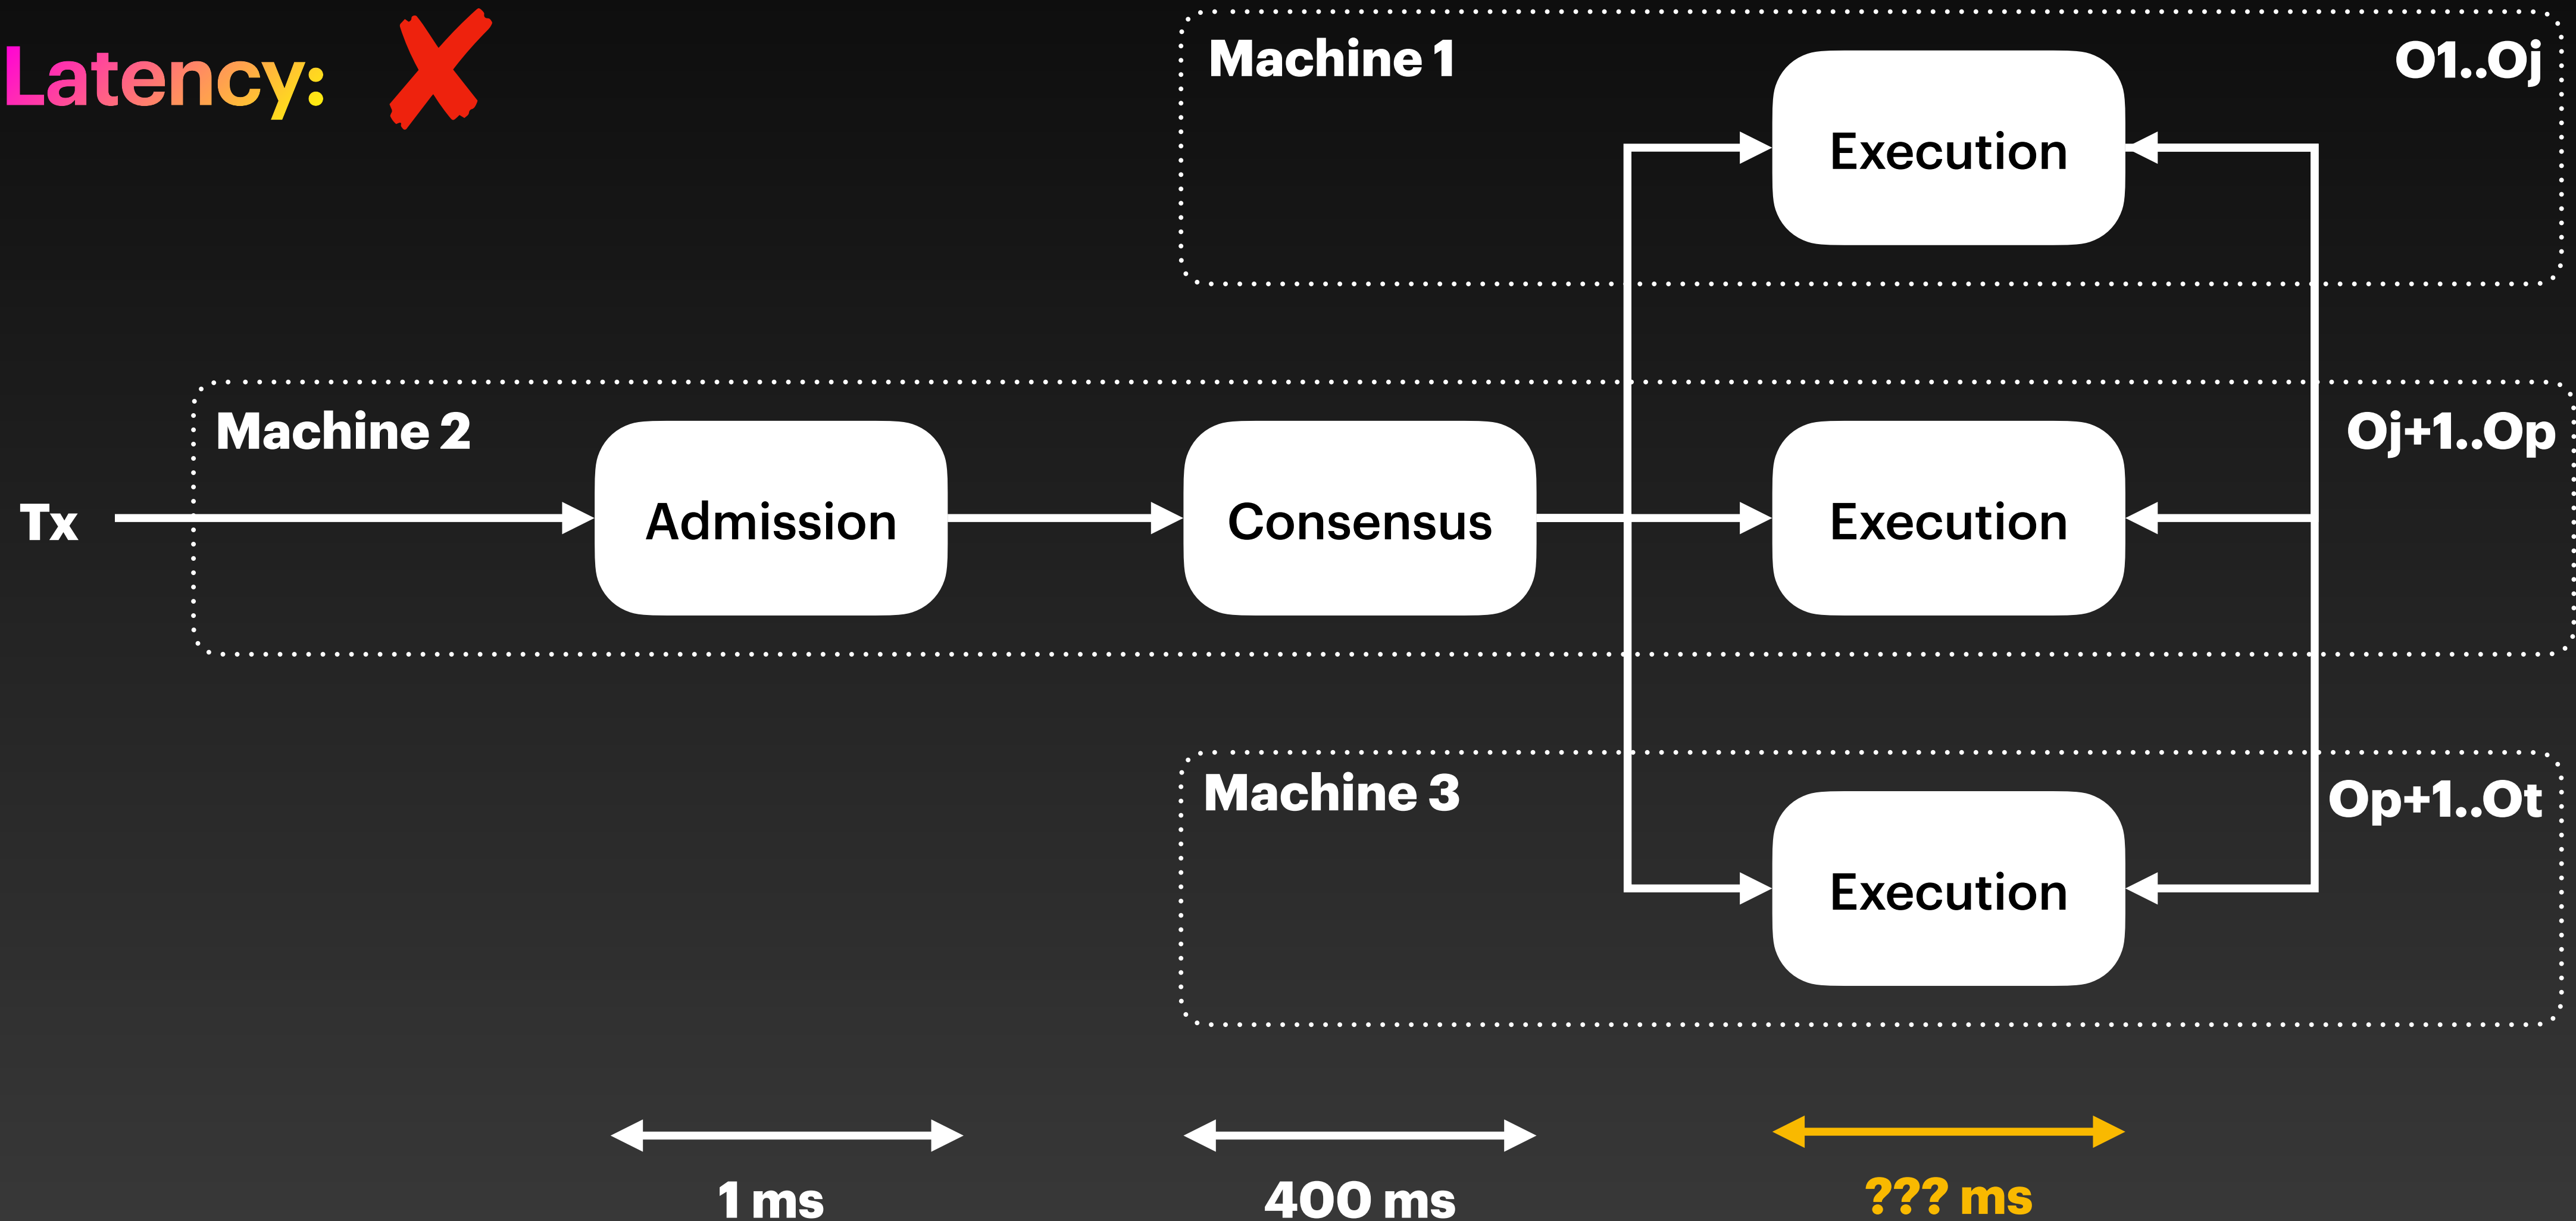 Latency:
Machine 1
O1..Oj
Execution
Machine 2
Oj+1..Op
Tx
Admission
Consensus
Execution
Machine 3
Op+1..Ot
Execution
1 ms
400 ms
??? ms